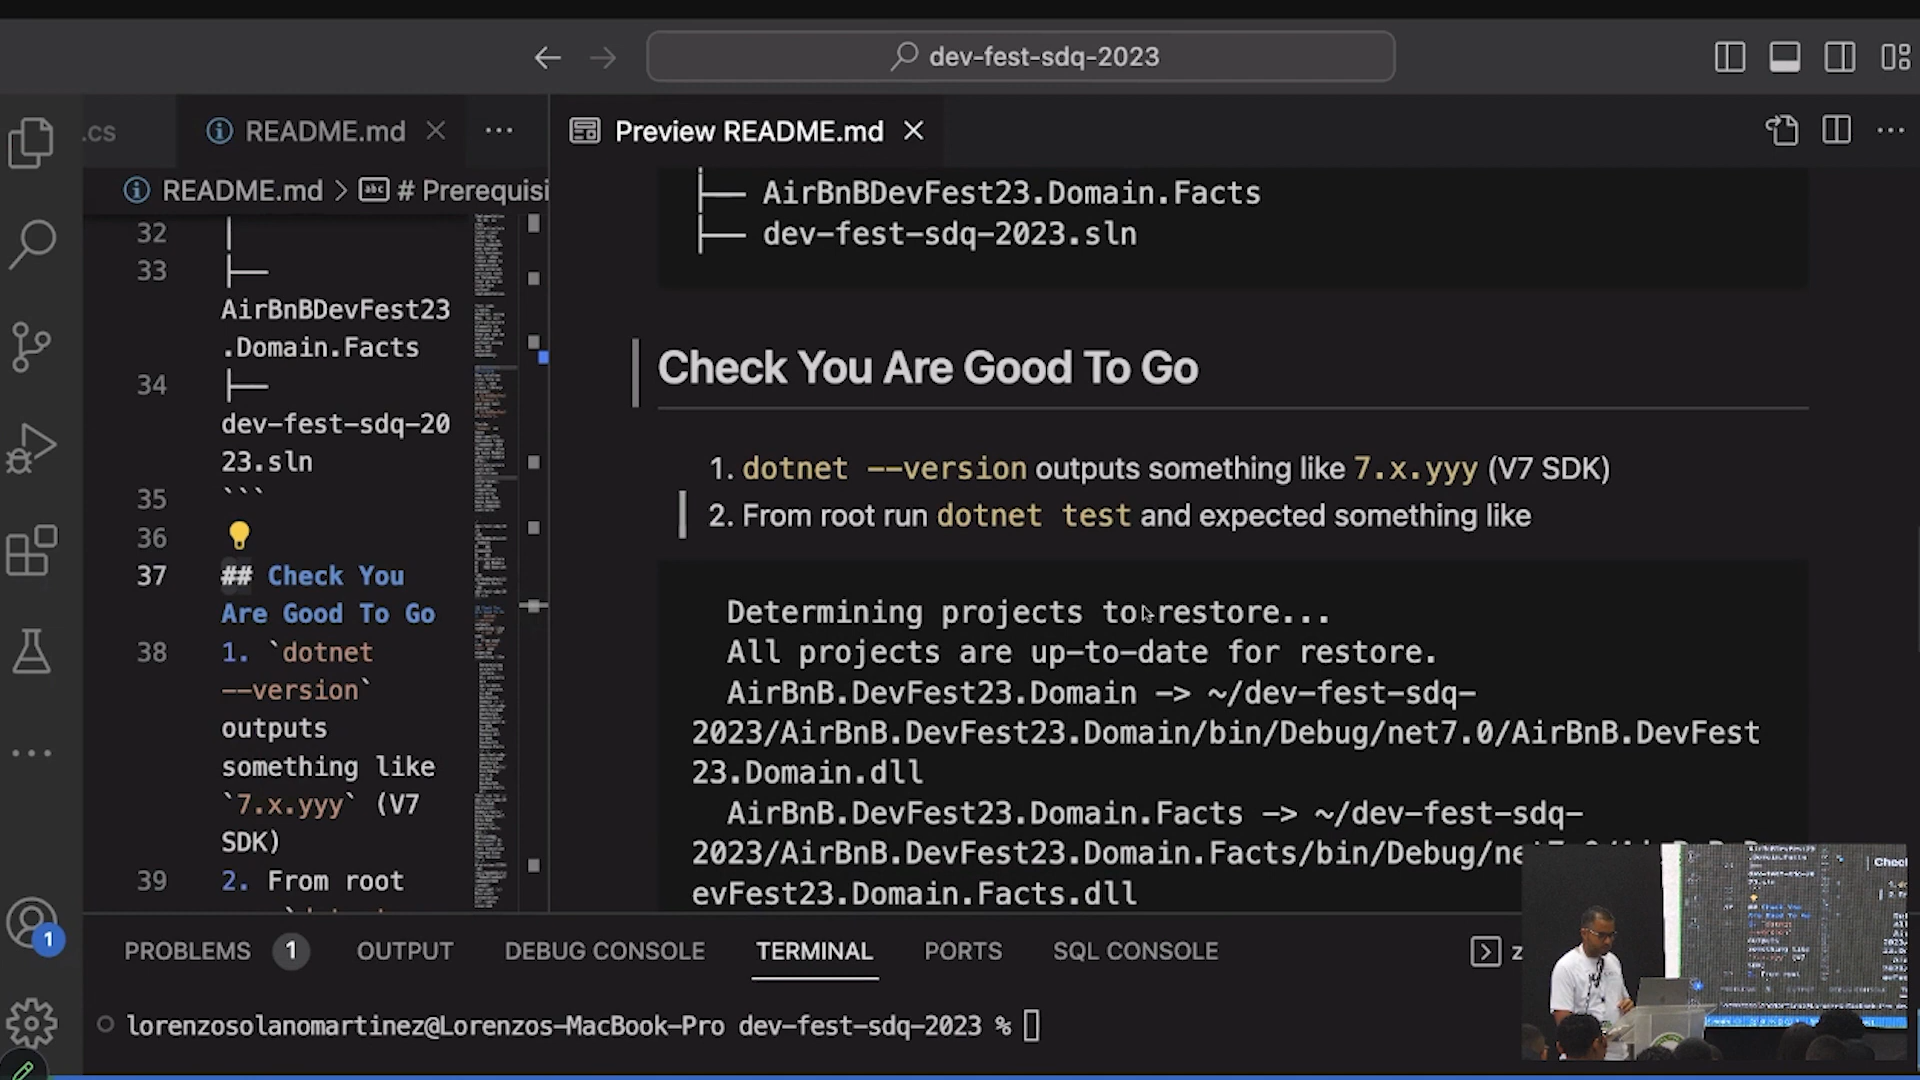 dev-fest-sdq-2023
.cs
README.md
Preview README.md
README.md > # Prerequisi
32
33
AirBnBDevFest23
.Domain.Facts
34
dev-fest-sdq-20
23.sln
35 ```
36
37 ## Check You
Are Good To Go
38 1. `dotnet
--version`
outputs
something like
`7.x.yyy` (V7
SDK)
39 2. From root
├── AirBnBDevFest23.Domain.Facts
├── dev-fest-sdq-2023.sln
Check You Are Good To Go
1. dotnet --version outputs something like 7.x.yyy (V7 SDK)
2. From root run dotnet test and expected something like
Determining projects to restore...
All projects are up-to-date for restore.
AirBnB.DevFest23.Domain -> ~/dev-fest-sdq-
2023/AirBnB.DevFest23.Domain/bin/Debug/net7.0/AirBnB.DevFest
23.Domain.dll
AirBnB.DevFest23.Domain.Facts -> ~/dev-fest-sdq-
2023/AirBnB.DevFest23.Domain.Facts/bin/Debug/ne
evFest23.Domain.Facts.dll
PROBLEMS 1 OUTPUT DEBUG CONSOLE TERMINAL PORTS SQL CONSOLE z
1
lorenzosolanomartinez@Lorenzos-MacBook-Pro dev-fest-sdq-2023 %